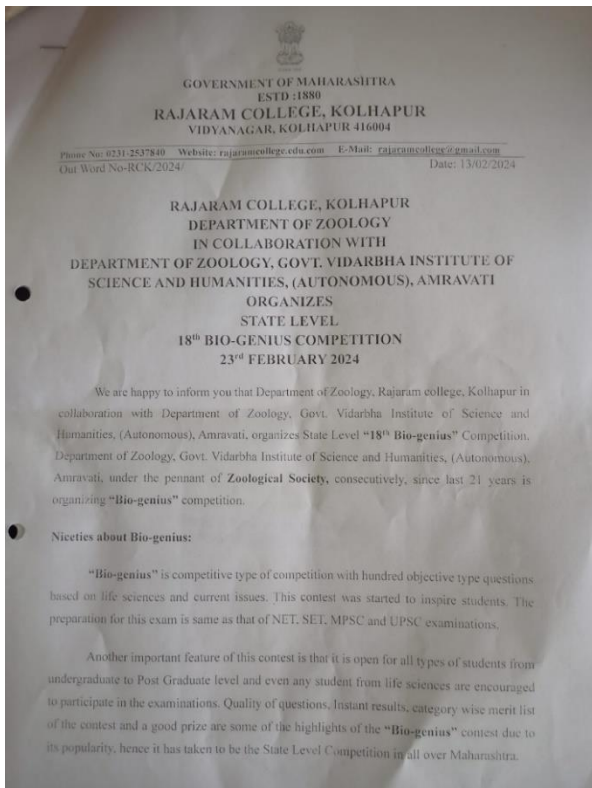 GOVERNMENT OF MAHARASHTRA
ESTD :1880
RAJARAM COLLEGE, KOLHAPUR
VIDYANAGAR, KOLHAPUR 416004
Phone No: 0231-2537840 Website: rajaramcollege.edu.com E-Mail: rajaramcollege@gmail.com
Out Word No-RCK/2024/ Date: 13/02/2024
RAJARAM COLLEGE, KOLHAPUR
DEPARTMENT OF ZOOLOGY
IN COLLABORATION WITH
DEPARTMENT OF ZOOLOGY, GOVT. VIDARBHA INSTITUTE OF
SCIENCE AND HUMANITIES, (AUTONOMOUS), AMRAVATI
ORGANIZES
STATE LEVEL
18th BIO-GENIUS COMPETITION
23rd FEBRUARY 2024
We are happy to inform you that Department of Zoology, Rajaram college, Kolhapur in
collaboration with Department of Zoology, Govt. Vidarbha Institute of Science and
Humanities, (Autonomous), Amravati, organizes State Level “18th Bio-genius” Competition.
Department of Zoology, Govt. Vidarbha Institute of Science and Humanities, (Autonomous),
Amravati, under the pennant of Zoological Society, consecutively, since last 21 years is
organizing “Bio-genius” competition.
Niceties about Bio-genius:
“Bio-genius” is competitive type of competition with hundred objective type questions
based on life sciences and current issues. This contest was started to inspire students. The
preparation for this exam is same as that of NET, SET, MPSC and UPSC examinations.
Another important feature of this contest is that it is open for all types of students from
undergraduate to Post Graduate level and even any student from life sciences are encouraged
to participate in the examinations. Quality of questions, Instant results, category wise merit list
of the contest and a good prize are some of the highlights of the “Bio-genius” contest due to
its popularity, hence it has taken to be the State Level Competition in all over Maharashtra.